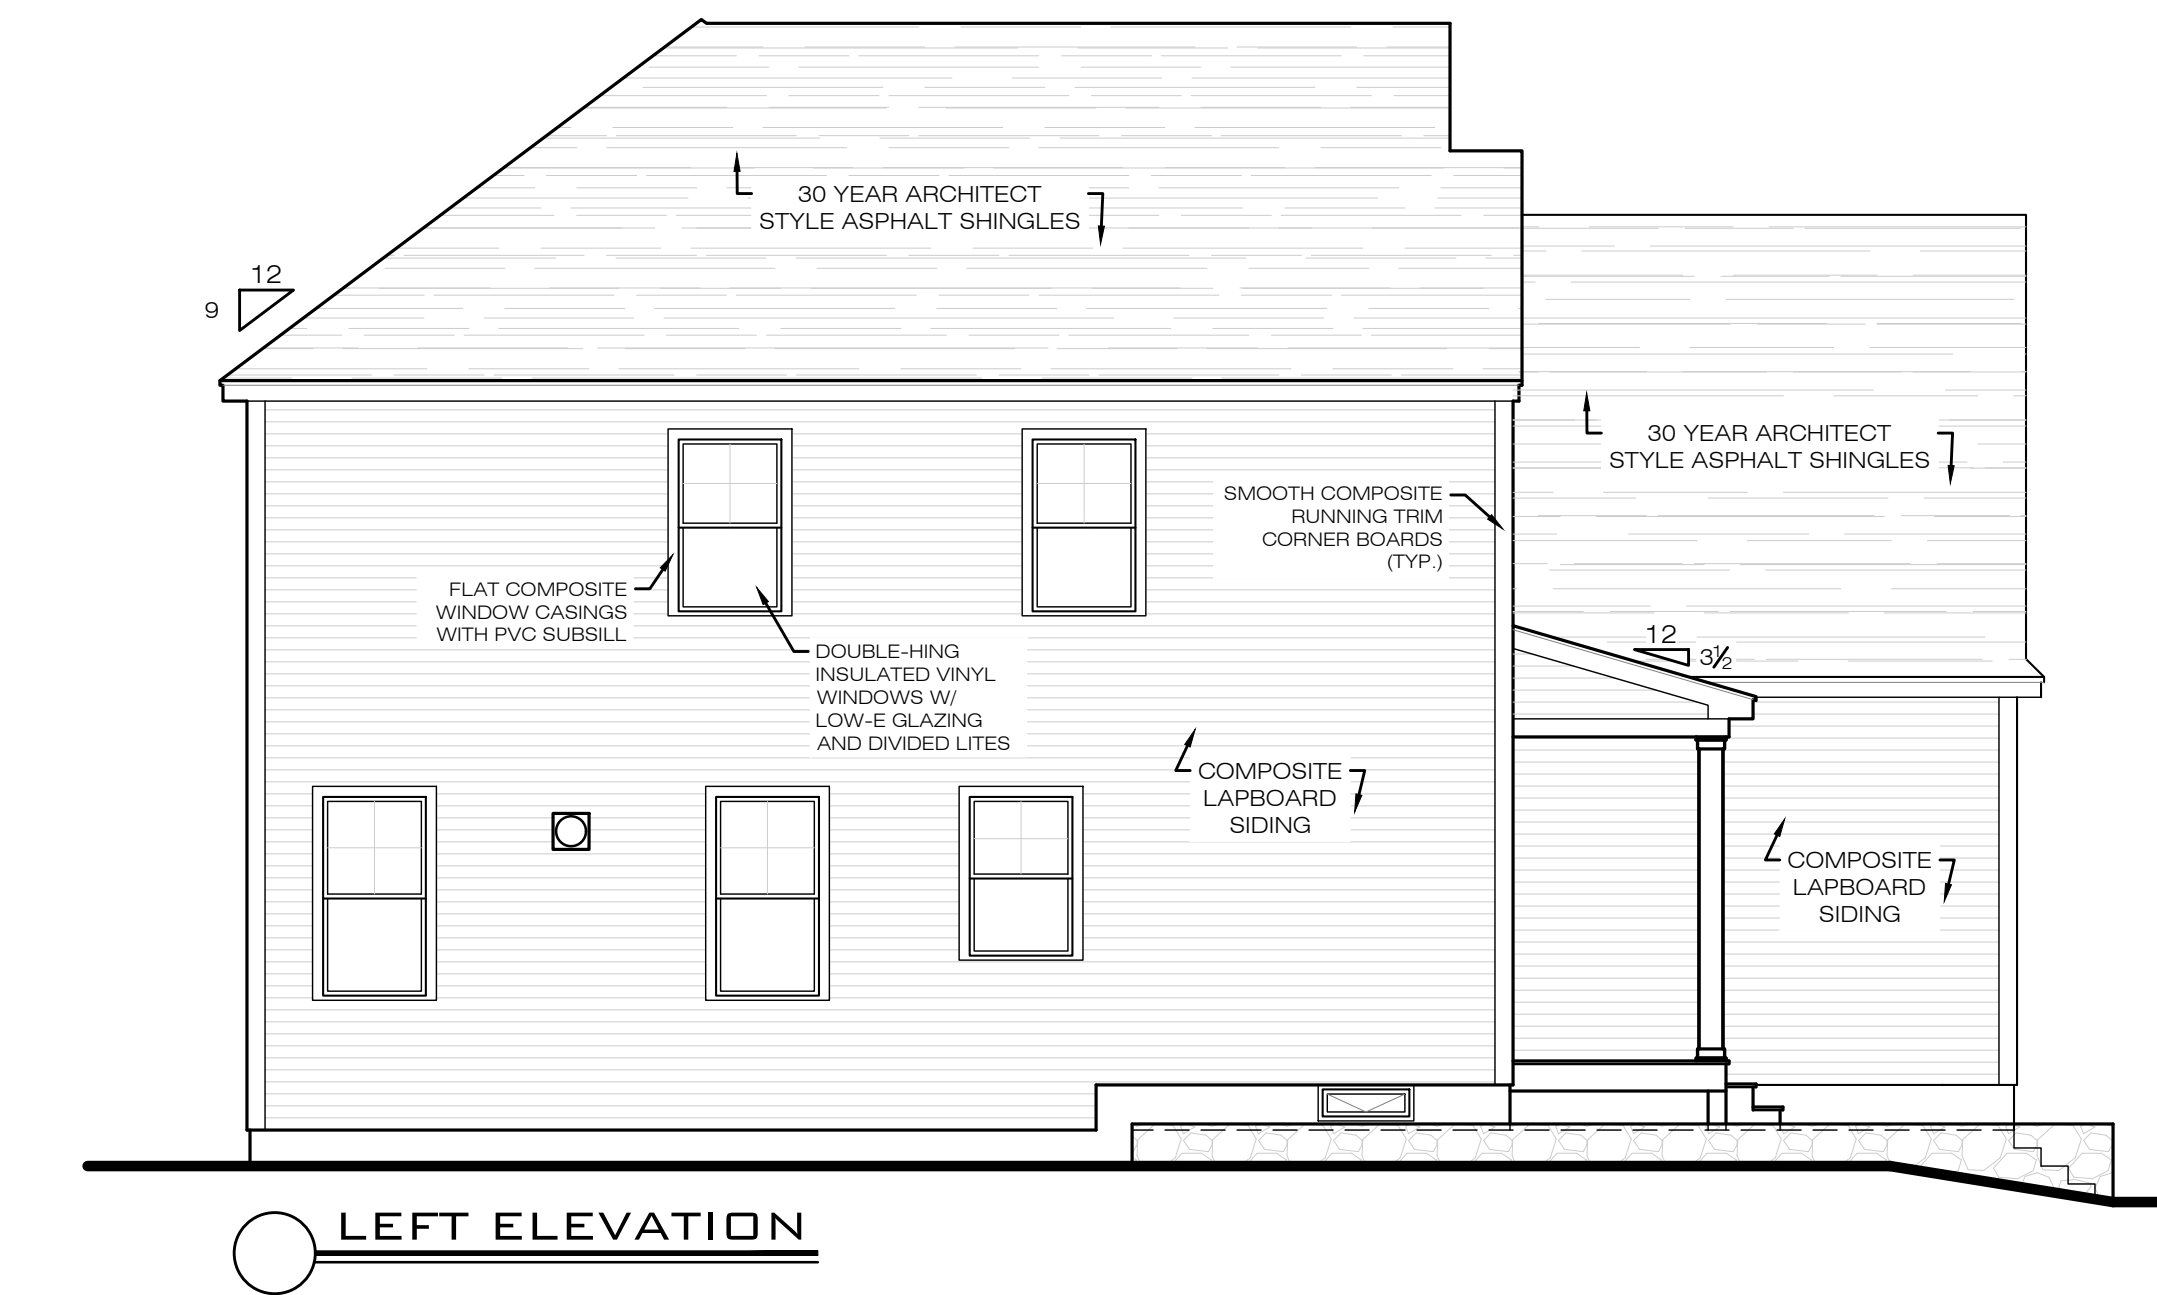 30 YEAR ARCHITECT
STYLE ASPHALT SHINGLES
12
9
30 YEAR ARCHITECT
STYLE ASPHALT SHINGLES
SMOOTH COMPOSITE
RUNNING TRIM
CORNER BOARDS
(TYP.)
FLAT COMPOSITE
WINDOW CASINGS
WITH PVC SUBSILL
DOUBLE-HING
INSULATED VINYL
WINDOWS W/
LOW-E GLAZING
AND DIVIDED LITES
12
3½
COMPOSITE
LAPBOARD
SIDING
COMPOSITE
LAPBOARD
SIDING
LEFT ELEVATION